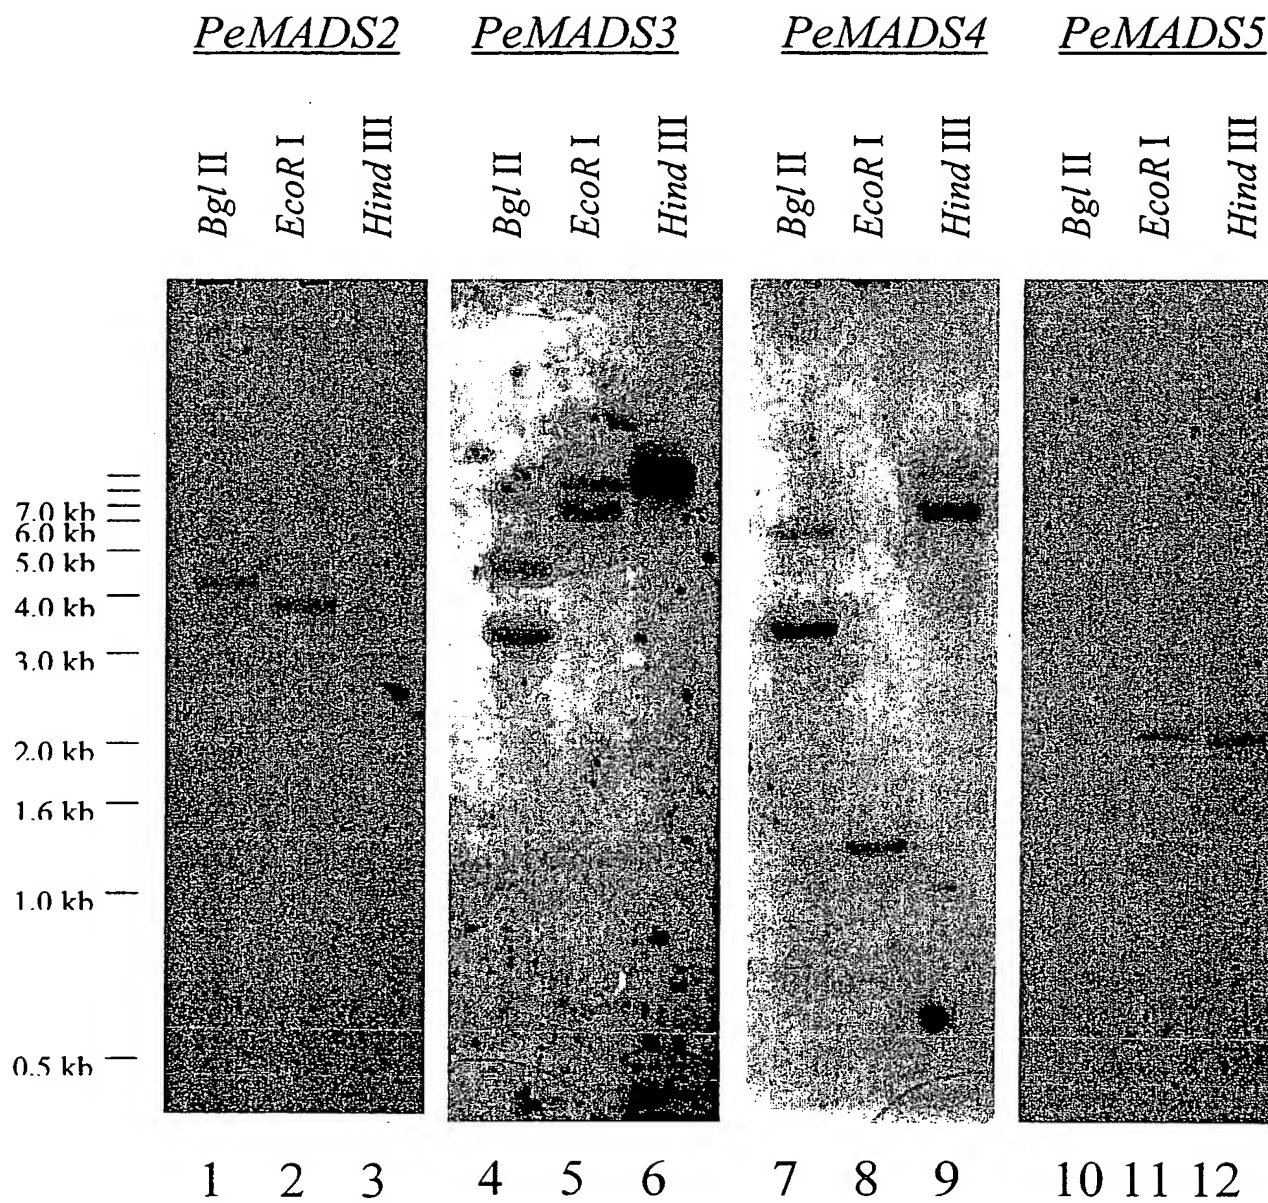 PeMADS2 PeMADS3 PeMADS4 PeMADS5
Bgl II EcoR I Hind III Bgl II EcoR I Hind III Bgl II EcoR I Hind III Bgl II EcoR I Hind III
7.0 kb
6.0 kb
5.0 kb
4.0 kb
3.0 kb
2.0 kb
1.6 kb
1.0 kb
0.5 kb
1 2 3 4 5 6 7 8 9 10 11 12